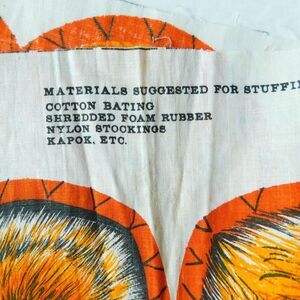 MATERIALS SUGGESTED FOR STUFFI
COTTON BATING
SHREDDED FOAM RUBBER
NYLON STOCKINGS
KAPOK, ETC.